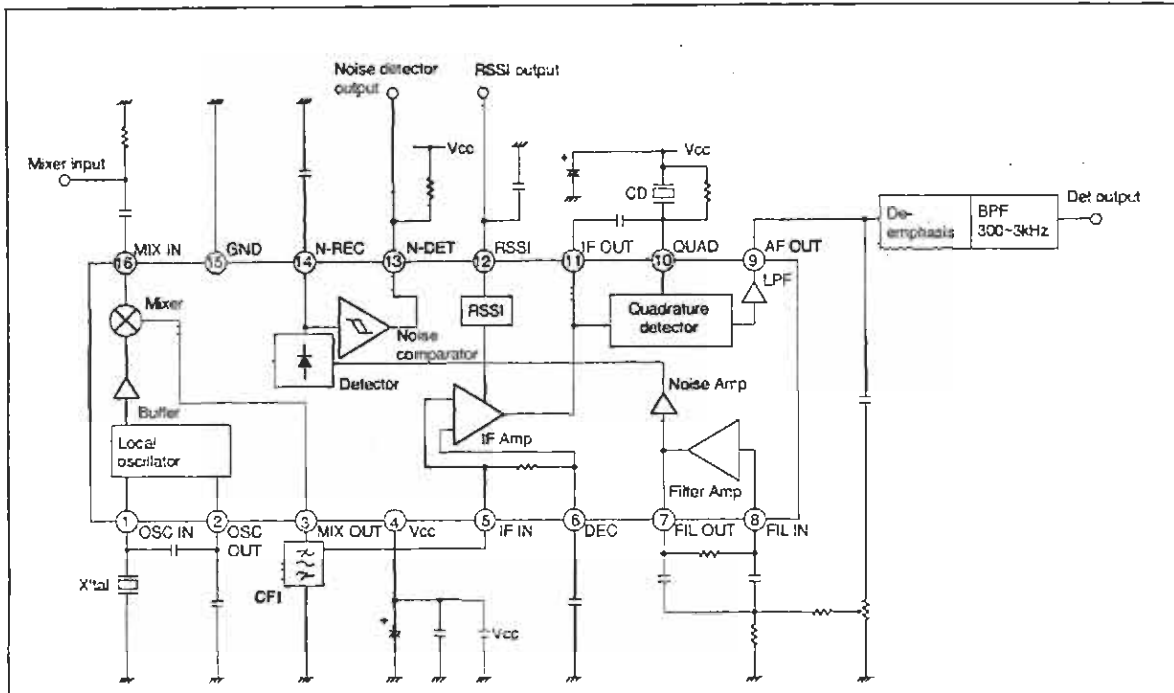 Noise detector
output
RSSI output
Vcc
Vcc
Mixer input
CD
De-
emphasis
BPF
300~3kHz
Det output
MIX IN
GND
N-REC
N-DET
RSSI
IF OUT
QUAD
AF OUT
16
15
14
13
12
11
10
9
Mixer
RSSI
Quadrature
detector
LPF
Noise
comparator
Detector
Noise Amp
Buffer
IF Amp
Local
oscillator
Filter Amp
1
2
3
4
5
6
7
8
OSC IN
OSC
OUT
MIX OUT
Vcc
IF IN
DEC
FIL OUT
FIL IN
X'tal
CF1
Vcc
+
+